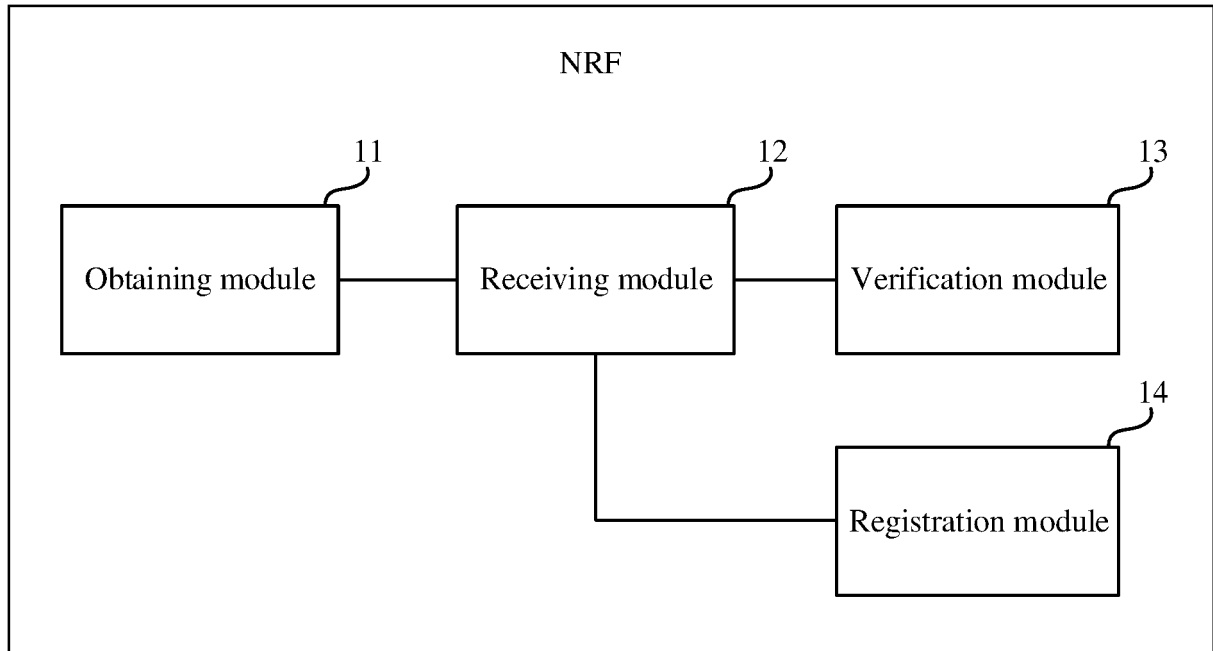 NRF
11
12
13
Obtaining module
Receiving module
Verification module
14
Registration module